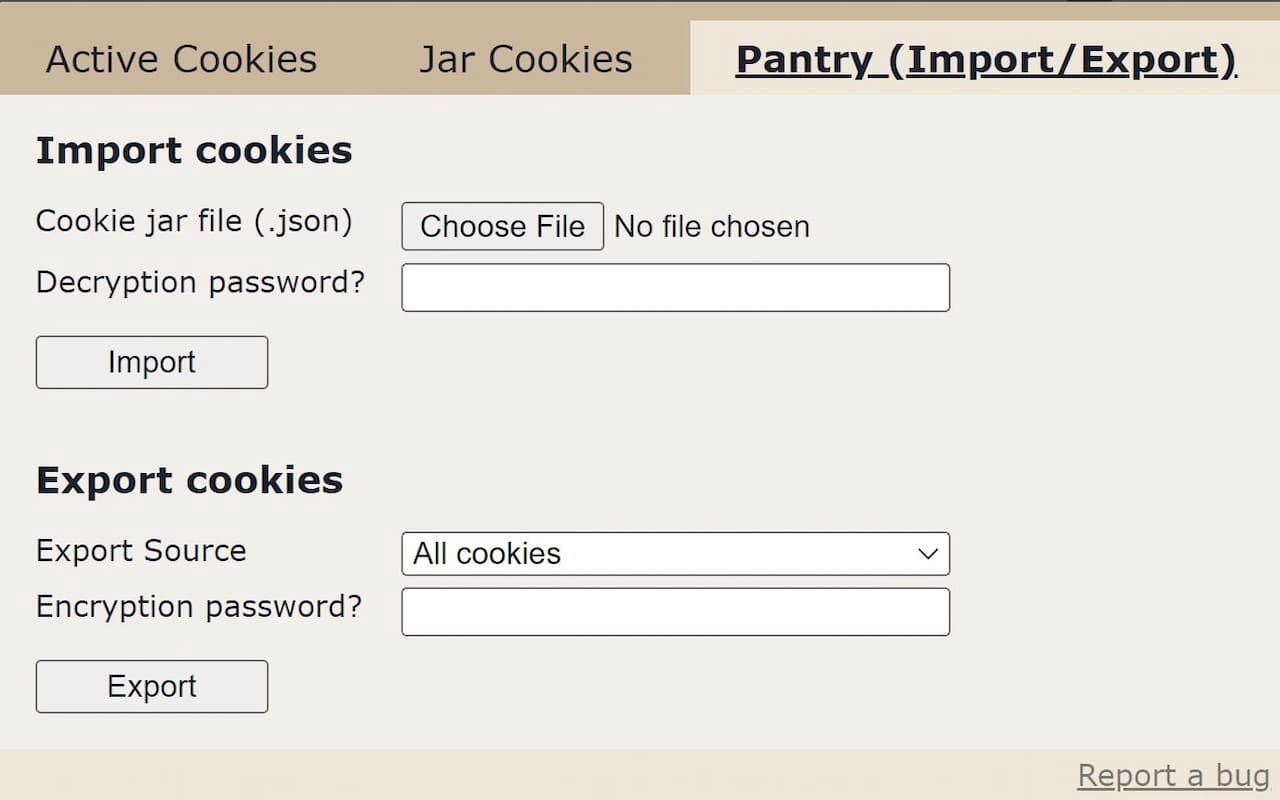 Active Cookies Jar Cookies Pantry (Import/Export)
Import cookies
Cookie jar file (.json) Choose File No file chosen
Decryption password?
Import
Export cookies
Export Source All cookies
Encryption password?
Export
Report a bug